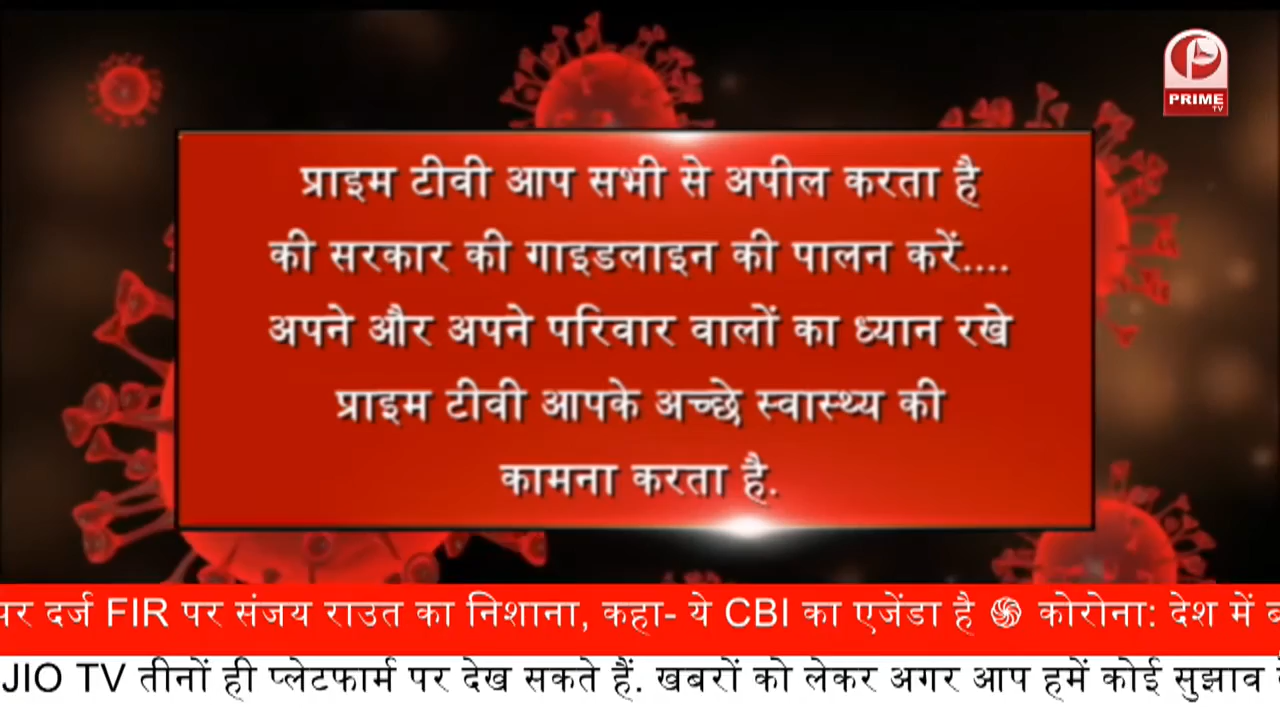 PRIME
TV
प्राइम टीवी आप सभी से अपील करता है
की सरकार की गाइडलाइन की पालन करें....
अपने और अपने परिवार वालों का ध्यान रखे
प्राइम टीवी आपके अच्छे स्वास्थ्य की
कामना करता है.
पर दर्ज FIR पर संजय राउत का निशाना, कहा- ये CBI का एजेंडा है कोरोना: देश में
JIO TV तीनों ही प्लेटफार्म पर देख सकते हैं. खबरों को लेकर अगर आप हमें कोई सुझाव